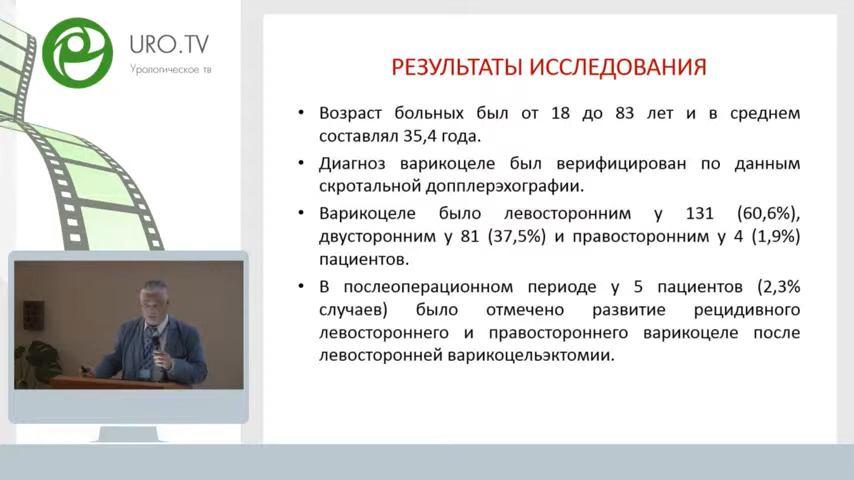 URO.TV
Урологическое тв
РЕЗУЛЬТАТЫ ИССЛЕДОВАНИЯ
• Возраст больных был от 18 до 83 лет и в среднем
составлял 35,4 года.
• Диагноз варикоцеле был верифицирован по данным
скротальной допплерэхографии.
• Варикоцеле было левосторонним у 131 (60,6%),
двусторонним у 81 (37,5%) и правосторонним у 4 (1,9%)
пациентов.
• В послеоперационном периоде у 5 пациентов (2,3%
случаев) было отмечено развитие рецидивного
левостороннего и правостороннего варикоцеле после
левосторонней варикоцельэктомии.